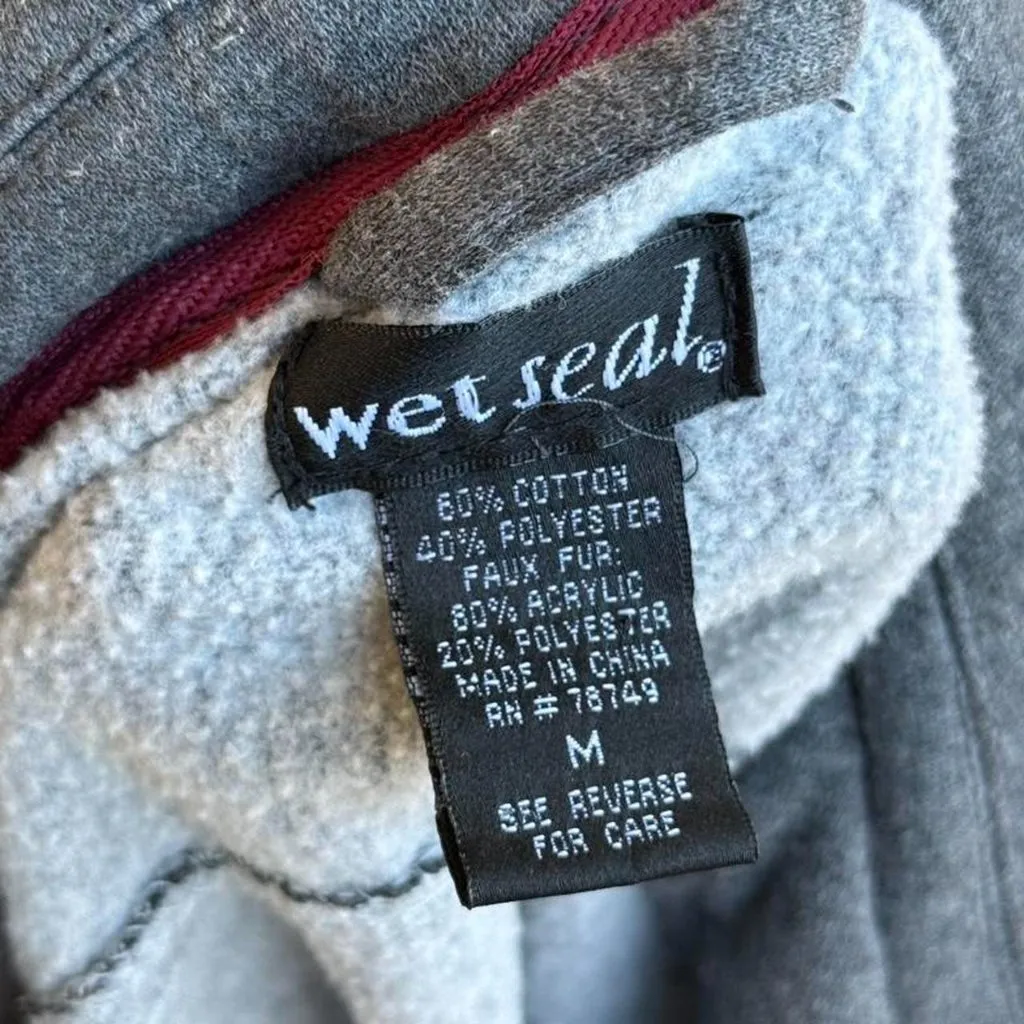 wet seal®
60% COTTON
40% POLYESTER
FAUX FUR:
80% ACRYLIC
20% POLYESTER
MADE IN CHINA
RN # 78749
M
SEE REVERSE
FOR CARE